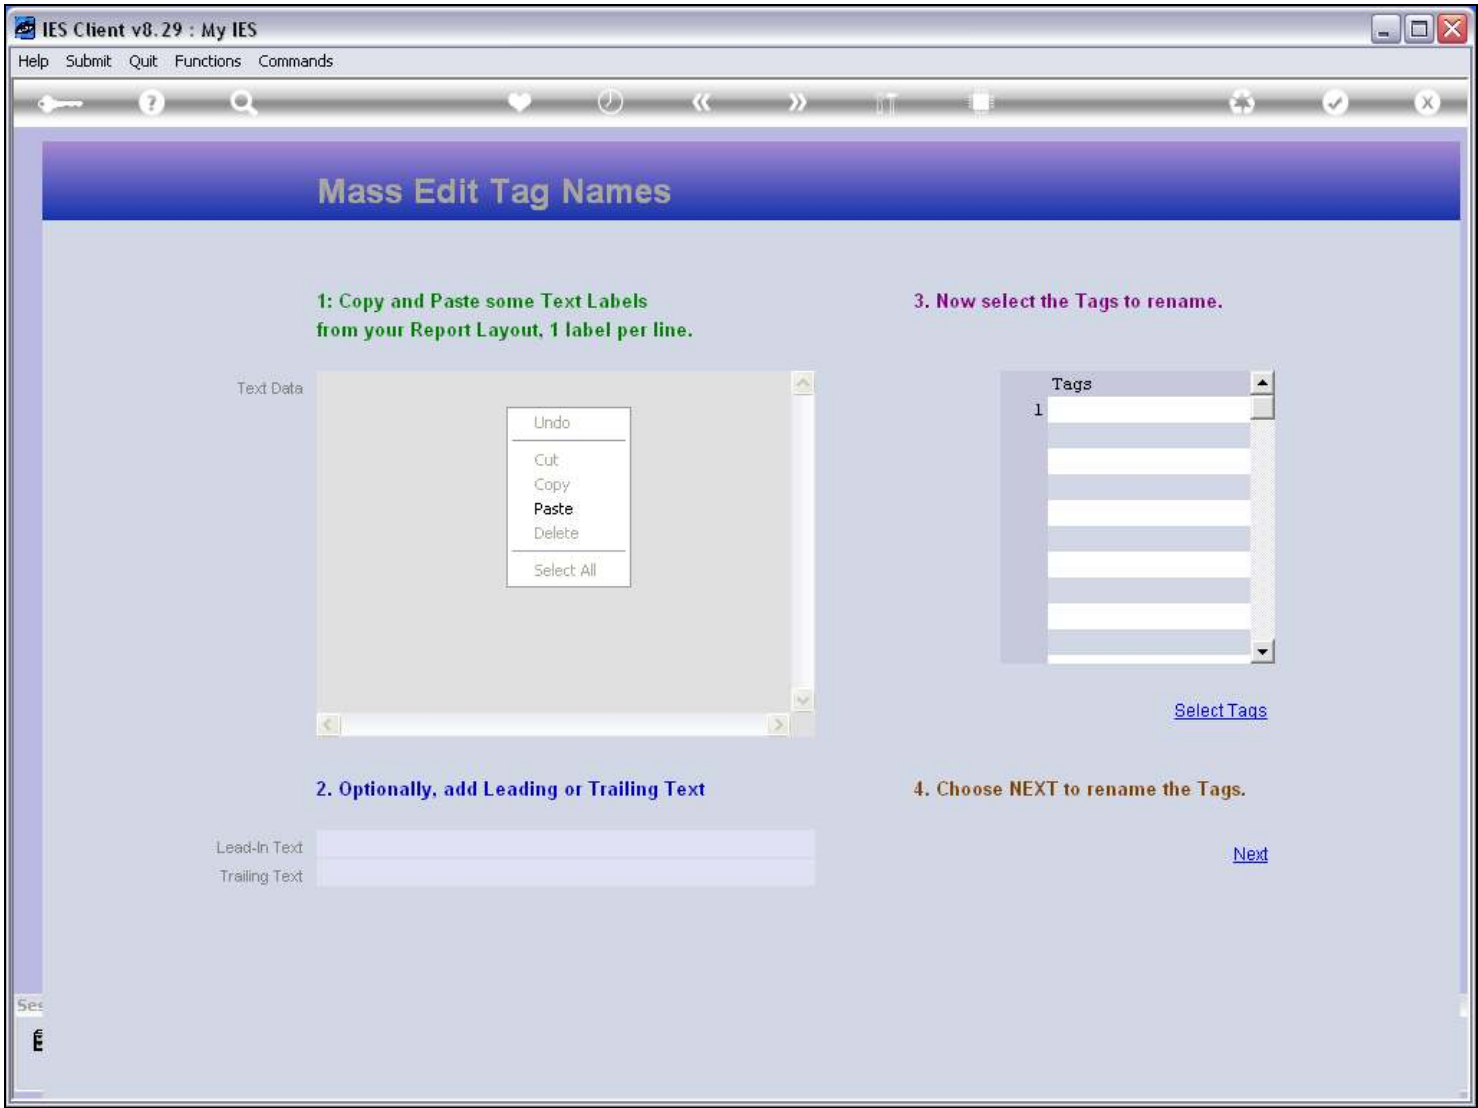 IES Client v8.29 : My IES
Help Submit Quit Functions Commands
Mass Edit Tag Names
1: Copy and Paste some Text Labels
from your Report Layout, 1 label per line.
Text Data
Undo
Cut
Copy
Paste
Delete
Select All
2. Optionally, add Leading or Trailing Text
Lead-In Text
Trailing Text
3. Now select the Tags to rename.
Tags
1
Select Tags
4. Choose NEXT to rename the Tags.
Next
Ses